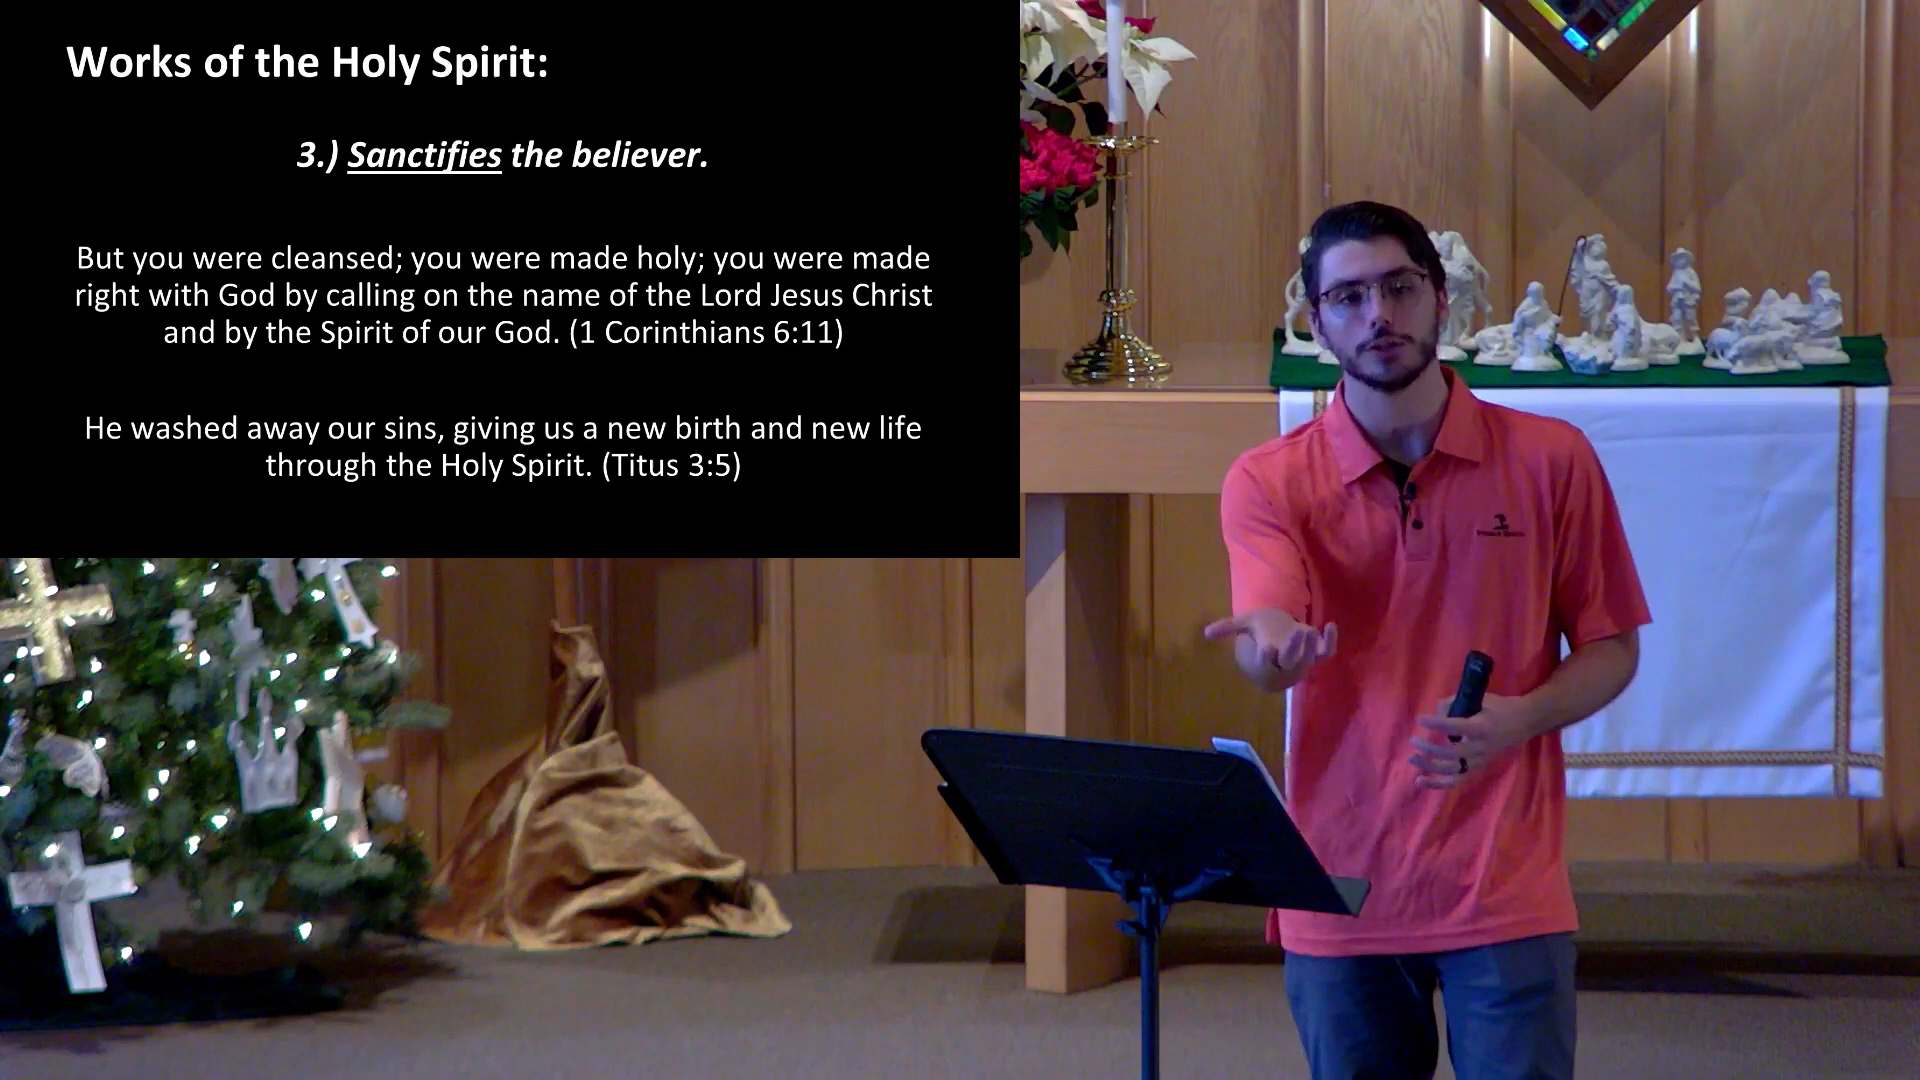 Works of the Holy Spirit:
3.) Sanctifies the believer.
But you were cleansed; you were made holy; you were made
right with God by calling on the name of the Lord Jesus Christ
and by the Spirit of our God. (1 Corinthians 6:11)
He washed away our sins, giving us a new birth and new life
through the Holy Spirit. (Titus 3:5)